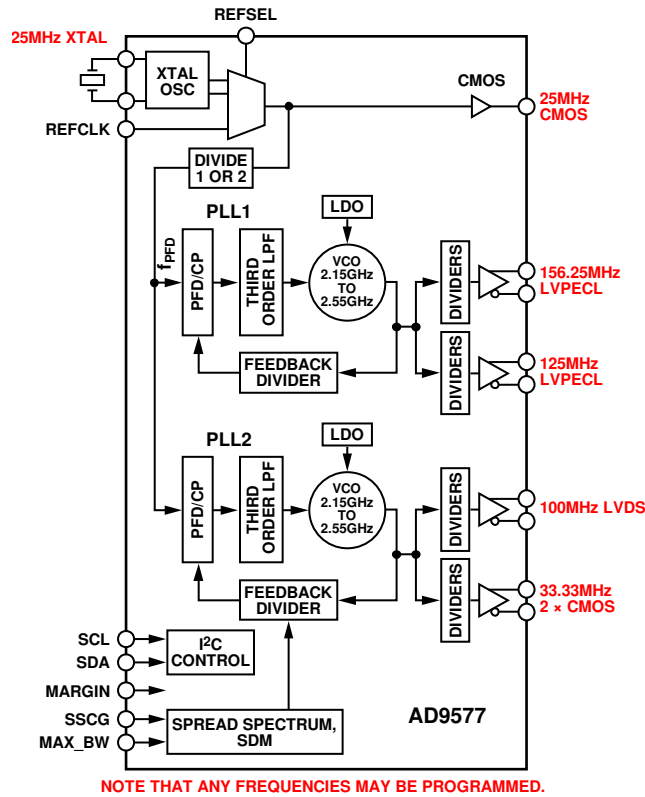 REFSEL
25MHz XTAL
XTAL
OSC
CMOS
25MHz
CMOS
REFCLK
DIVIDE
1 OR 2
PLL1
LDO
fPFD
PFD/CP
THIRD
ORDER LPF
VCO
2.15GHz
TO
2.55GHz
DIVIDERS
156.25MHz
LVPECL
FEEDBACK
DIVIDER
DIVIDERS
125MHz
LVPECL
PLL2
LDO
PFD/CP
THIRD
ORDER LPF
VCO
2.15GHz
TO
2.55GHz
DIVIDERS
100MHz LVDS
FEEDBACK
DIVIDER
DIVIDERS
33.33MHz
2 × CMOS
SCL
SDA
I2C
CONTROL
MARGIN
SSCG
MAX_BW
SPREAD SPECTRUM,
SDM
AD9577
NOTE THAT ANY FREQUENCIES MAY BE PROGRAMMED.